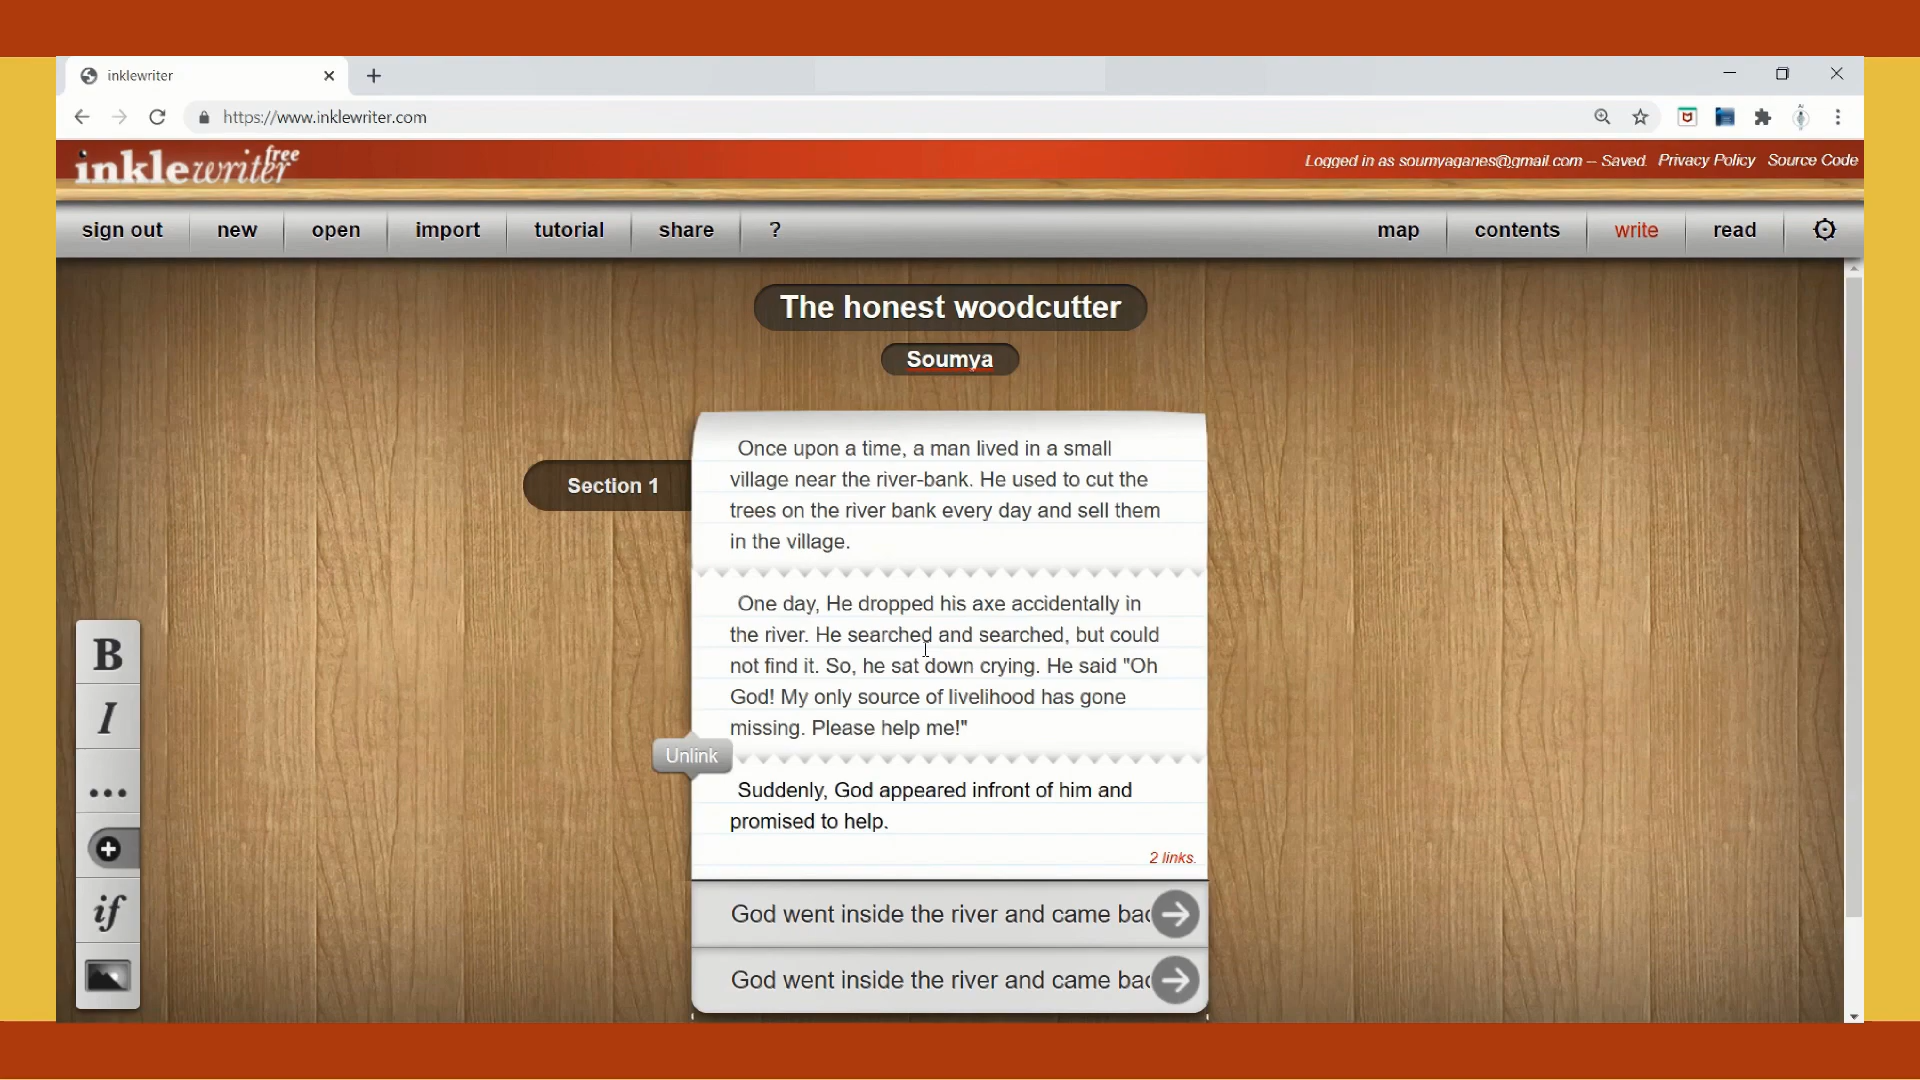 inklewriter
https://www.inklewriter.com
inklewriter free
Logged in as soumyaganes@gmail.com -- Saved. Privacy Policy Source Code
sign out new open import tutorial share ? map contents write read
The honest woodcutter
Soumya
Section 1
Once upon a time, a man lived in a small
village near the river-bank. He used to cut the
trees on the river bank every day and sell them
in the village.
One day, He dropped his axe accidentally in
the river. He searched and searched, but could
not find it. So, he sat down crying. He said "Oh
God! My only source of livelihood has gone
missing. Please help me!"
Unlink
Suddenly, God appeared infront of him and
promised to help.
2 links.
God went inside the river and came bac
God went inside the river and came bac
B
I
...
if